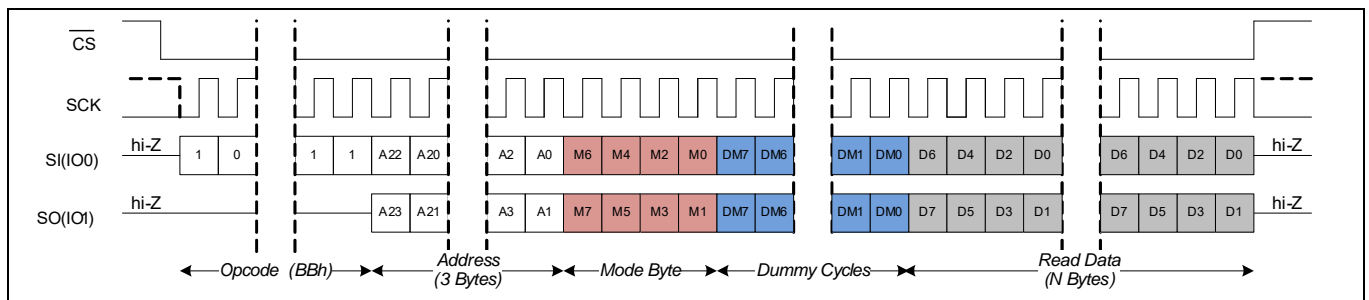 CS
SCK
hi-Z 1 0 1 1 A22 A20 A2 A0 M6 M4 M2 M0 DM7 DM6 DM1 DM0 D6 D4 D2 D0 D6 D4 D2 D0 hi-Z
SI(IO0)
hi-Z A23 A21 A3 A1 M7 M5 M3 M1 DM7 DM6 DM1 DM0 D7 D5 D3 D1 D7 D5 D3 D1 hi-Z
SO(IO1)
Opcode (BBh) Address (3 Bytes) Mode Byte Dummy Cycles Read Data (N Bytes)